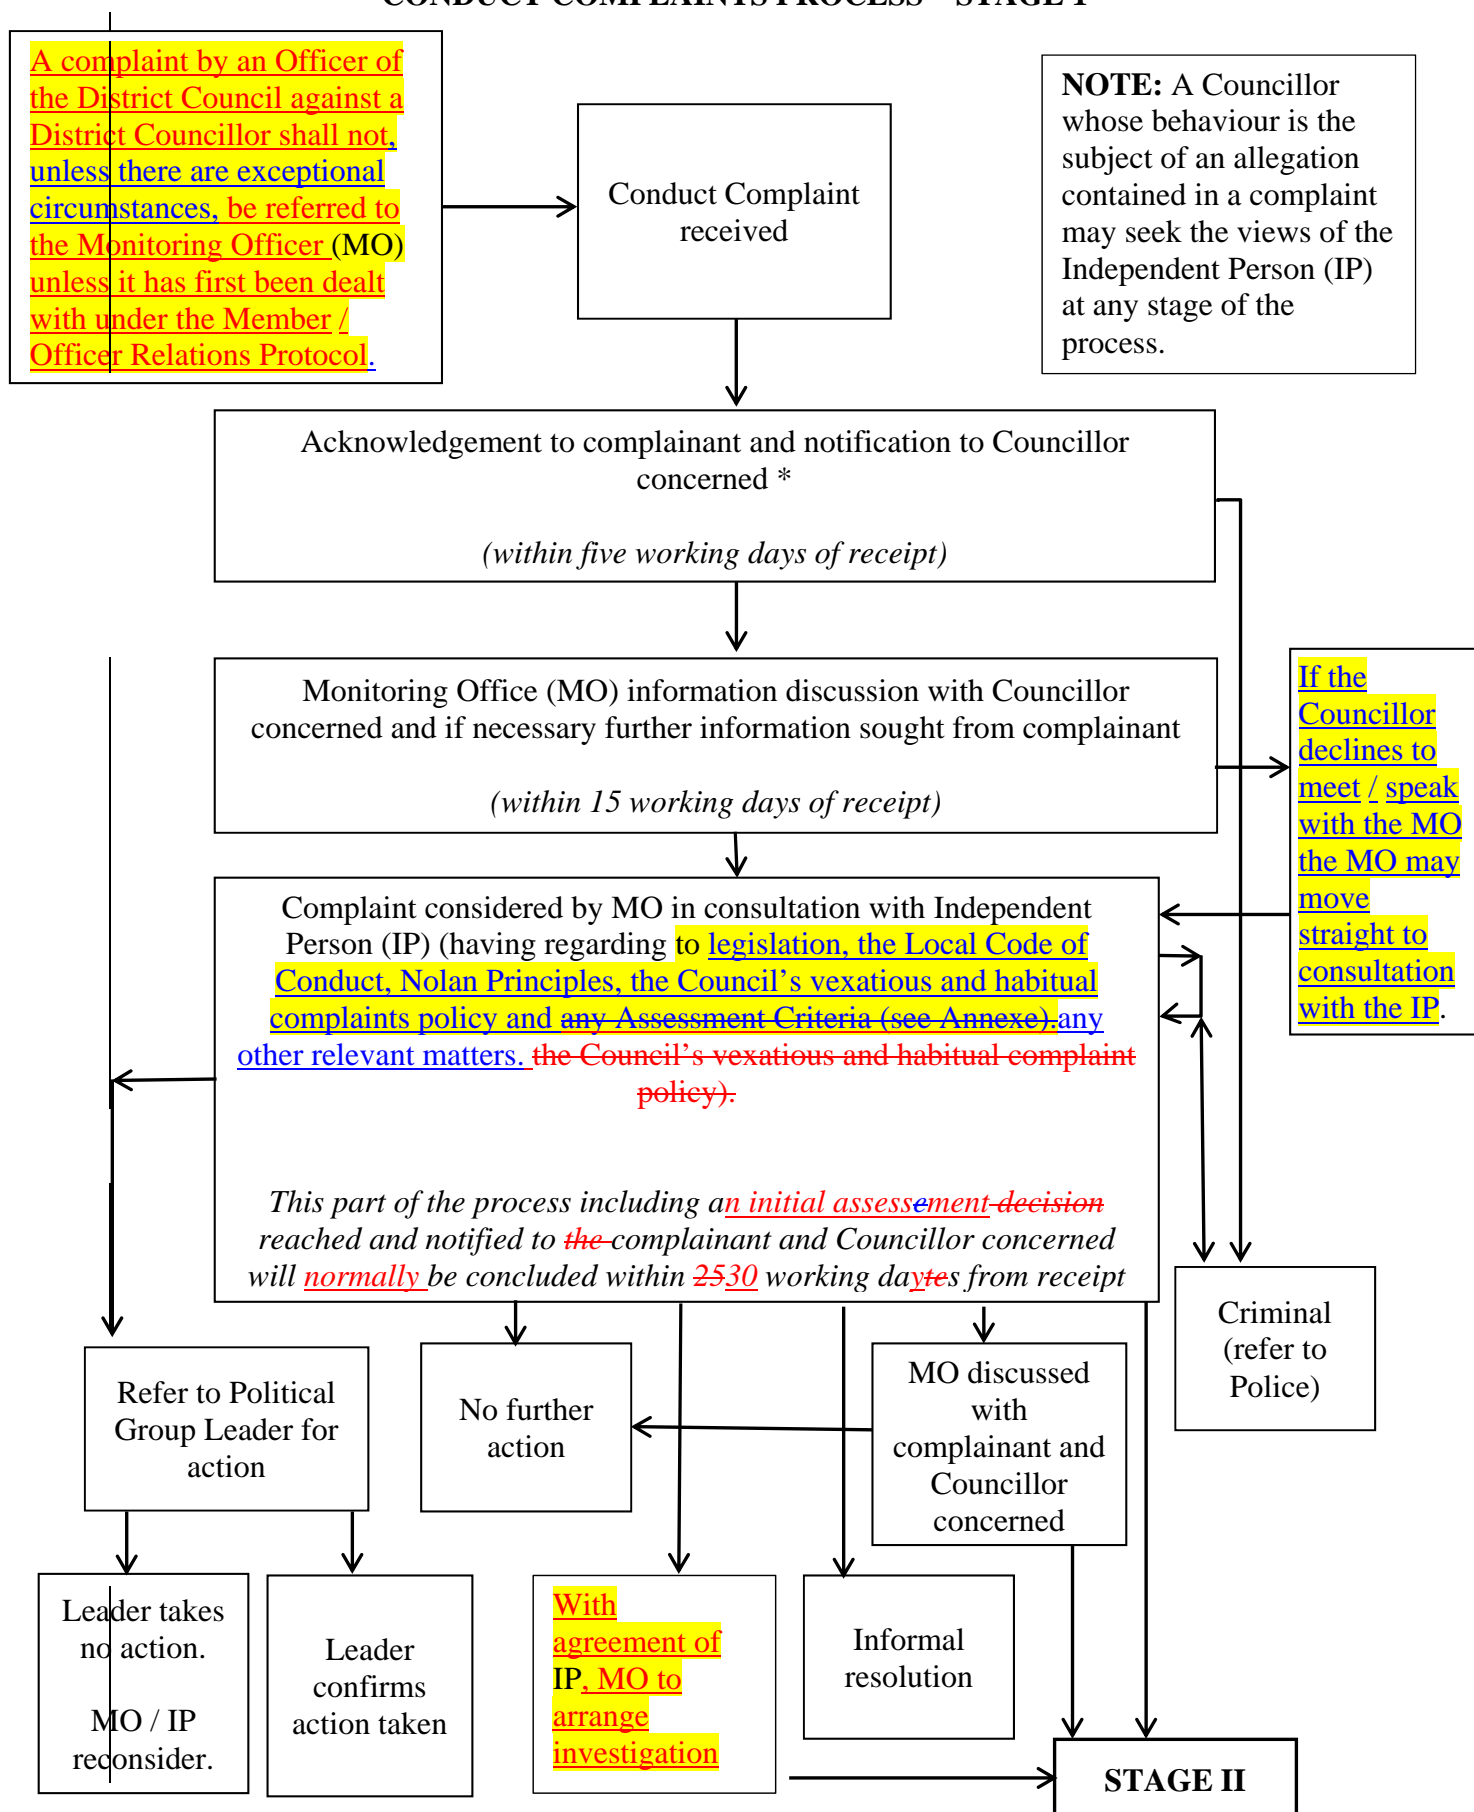 CONDUCT COMPLAINTS PROCESS – STAGE I
A complaint by an Officer of
the District Council against a
District Councillor shall not,
unless there are exceptional
circumstances, be referred to
the Monitoring Officer (MO)
unless it has first been dealt
with under the Member /
Officer Relations Protocol.
Conduct Complaint
received
NOTE: A Councillor
whose behaviour is the
subject of an allegation
contained in a complaint
may seek the views of the
Independent Person (IP)
at any stage of the
process.
Acknowledgement to complainant and notification to Councillor
concerned *
(within five working days of receipt)
Monitoring Office (MO) information discussion with Councillor
concerned and if necessary further information sought from complainant
(within 15 working days of receipt)
If the
Councillor
declines to
meet / speak
with the MO
the MO may
move
straight to
consultation
with the IP.
Complaint considered by MO in consultation with Independent
Person (IP) (having regarding to legislation, the Local Code of
Conduct, Nolan Principles, the Council’s vexatious and habitual
complaints policy and any Assessment Criteria (see Annexe).any
other relevant matters. the Council’s vexatious and habitual complaint
policy).
This part of the process including an initial assessement decision
reached and notified to the complainant and Councillor concerned
will normally be concluded within 2530 working daytes from receipt
Criminal
(refer to
Police)
Refer to Political
Group Leader for
action
No further
action
MO discussed
with
complainant and
Councillor
concerned
Leader takes
no action.
MO / IP
reconsider.
Leader
confirms
action taken
With
agreement of
IP, MO to
arrange
investigation
Informal
resolution
STAGE II